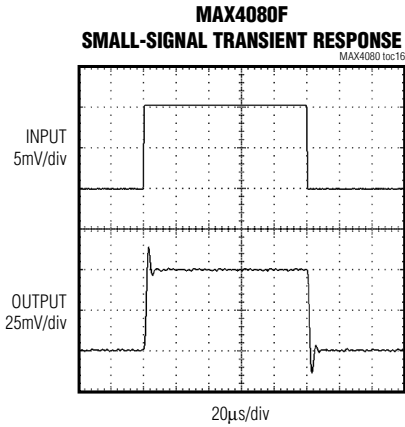 MAX4080F
SMALL-SIGNAL TRANSIENT RESPONSE
MAX4080 toc16
INPUT
5mV/div
OUTPUT
25mV/div
20μs/div